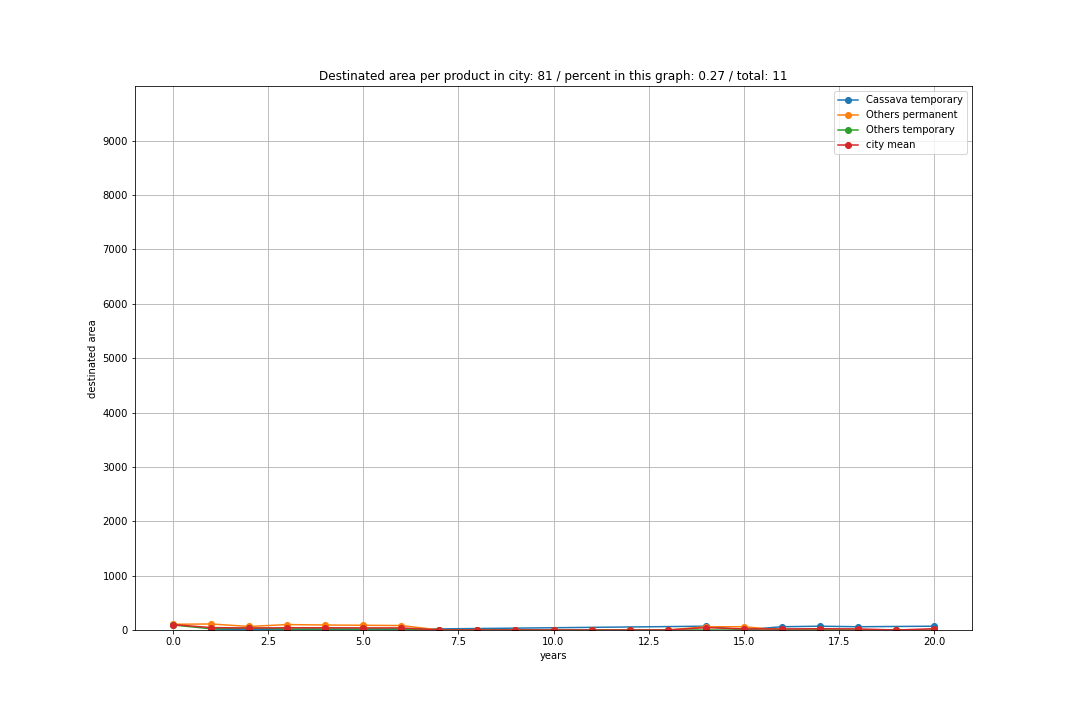 Destinated area per product in city: 81 / percent in this graph: 0.27 / total: 11
Cassava temporary
Others permanent
Others temporary
city mean
9000
8000
7000
6000
5000
4000
3000
2000
1000
0
destinated area
0.0 2.5 5.0 7.5 10.0 12.5 15.0 17.5 20.0
years